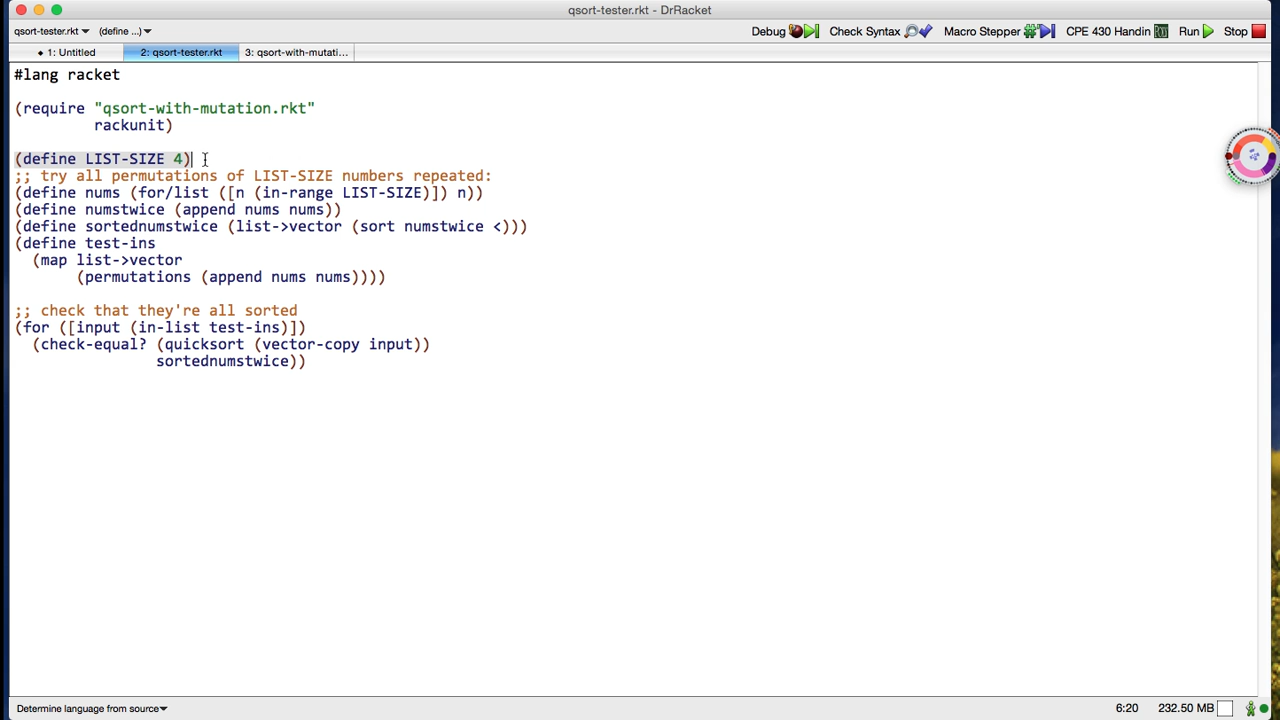 qsort-tester.rkt - DrRacket
qsort-tester.rkt (define ...) Debug Check Syntax Macro Stepper CPE 430 Handin Run Stop
1: Untitled 2: qsort-tester.rkt 3: qsort-with-mutati...
#lang racket
(require "qsort-with-mutation.rkt"
rackunit)
(define LIST-SIZE 4)
;; try all permutations of LIST-SIZE numbers repeated:
(define nums (for/list ([n (in-range LIST-SIZE)]) n))
(define numstwice (append nums nums))
(define sortednumstwice (list->vector (sort numstwice <)))
(define test-ins
(map list->vector
(permutations (append nums nums))))
;; check that they're all sorted
(for ([input (in-list test-ins)])
(check-equal? (quicksort (vector-copy input))
sortednumstwice))
Determine language from source 6:20 232.50 MB